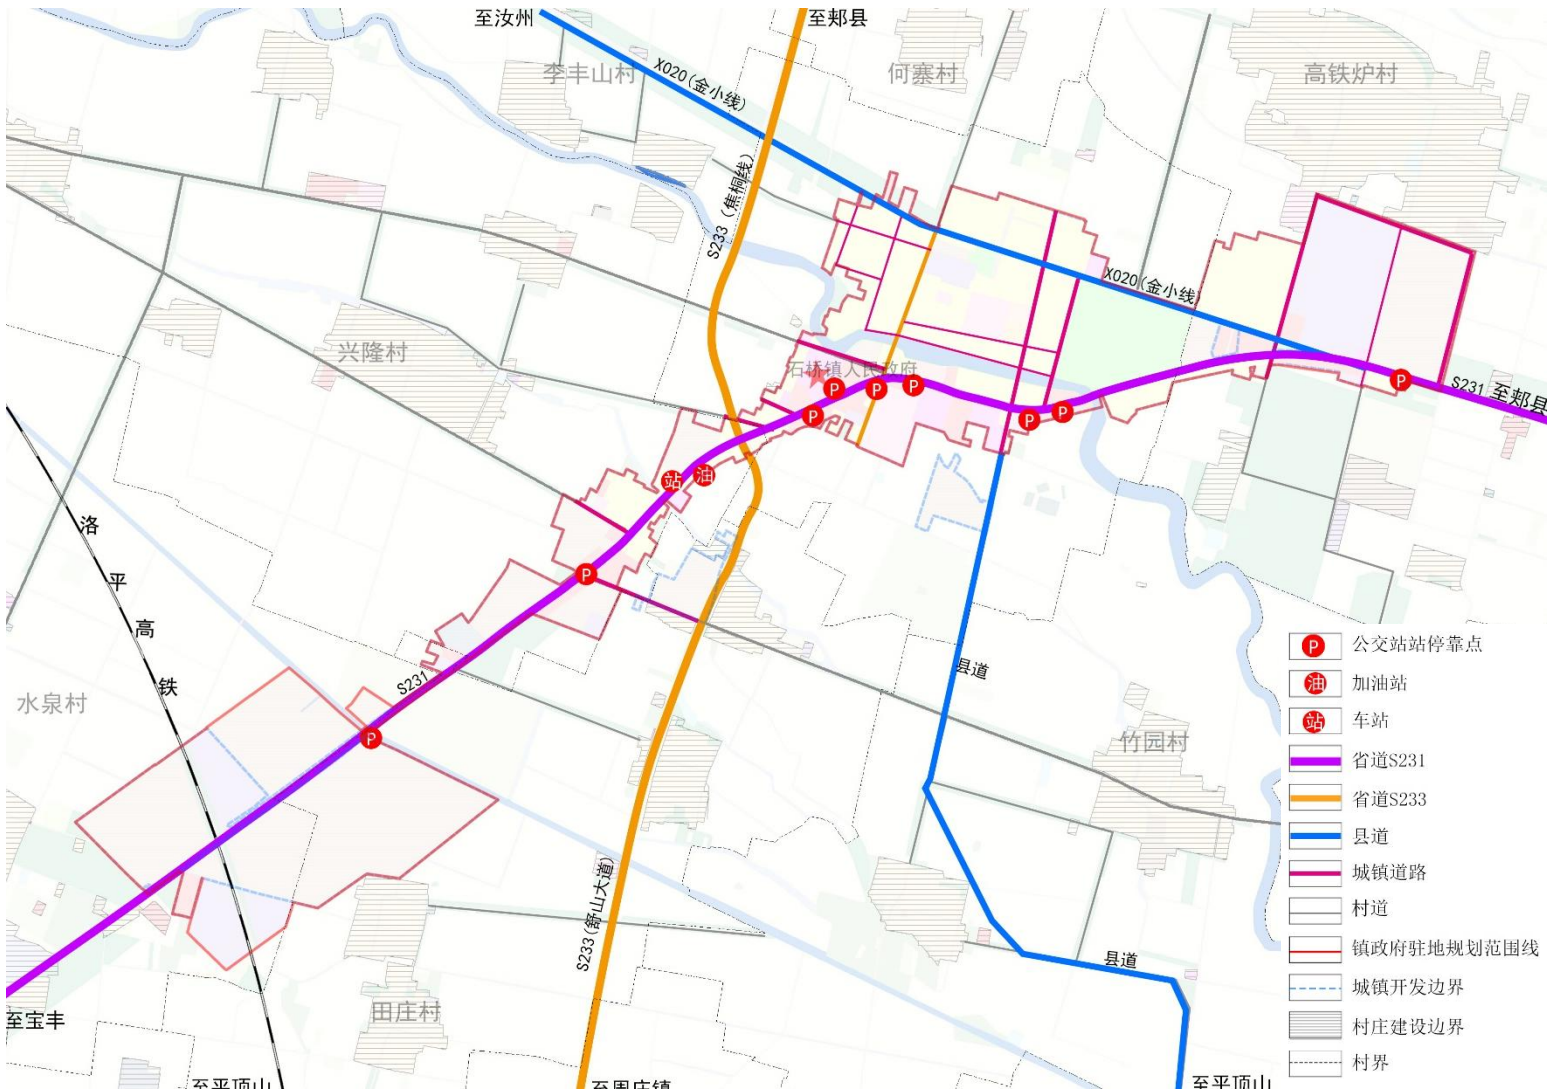 至汝州
至郏县
X020(金小线)
李丰山村
何寨村
高铁炉村
S233 (焦桐线)
X020(金小线)
兴隆村
石桥镇人民政府
P
P
P
P
P
P
P
S231 至郏县
站
油
洛平高铁
P
S231
水泉村
P
县道
竹园村
S233(舒山大道)
县道
田庄村
至宝丰
至平顶山
至周庄镇
至平顶山
P 公交站站停靠点
油 加油站
站 车站
省道S231
省道S233
县道
城镇道路
村道
镇政府驻地规划范围线
城镇开发边界
村庄建设边界
村界